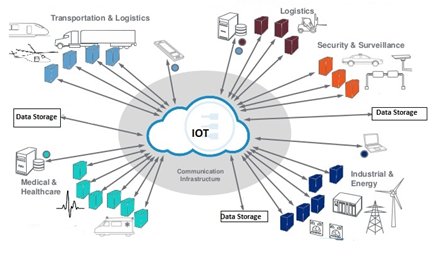 Transportation & Logistics
Logistics
Security & Surveillance
Data Storage
Data Storage
IOT
Communication
Infrastructure
Medical &
Healthcare
Industrial &
Energy
Data Storage